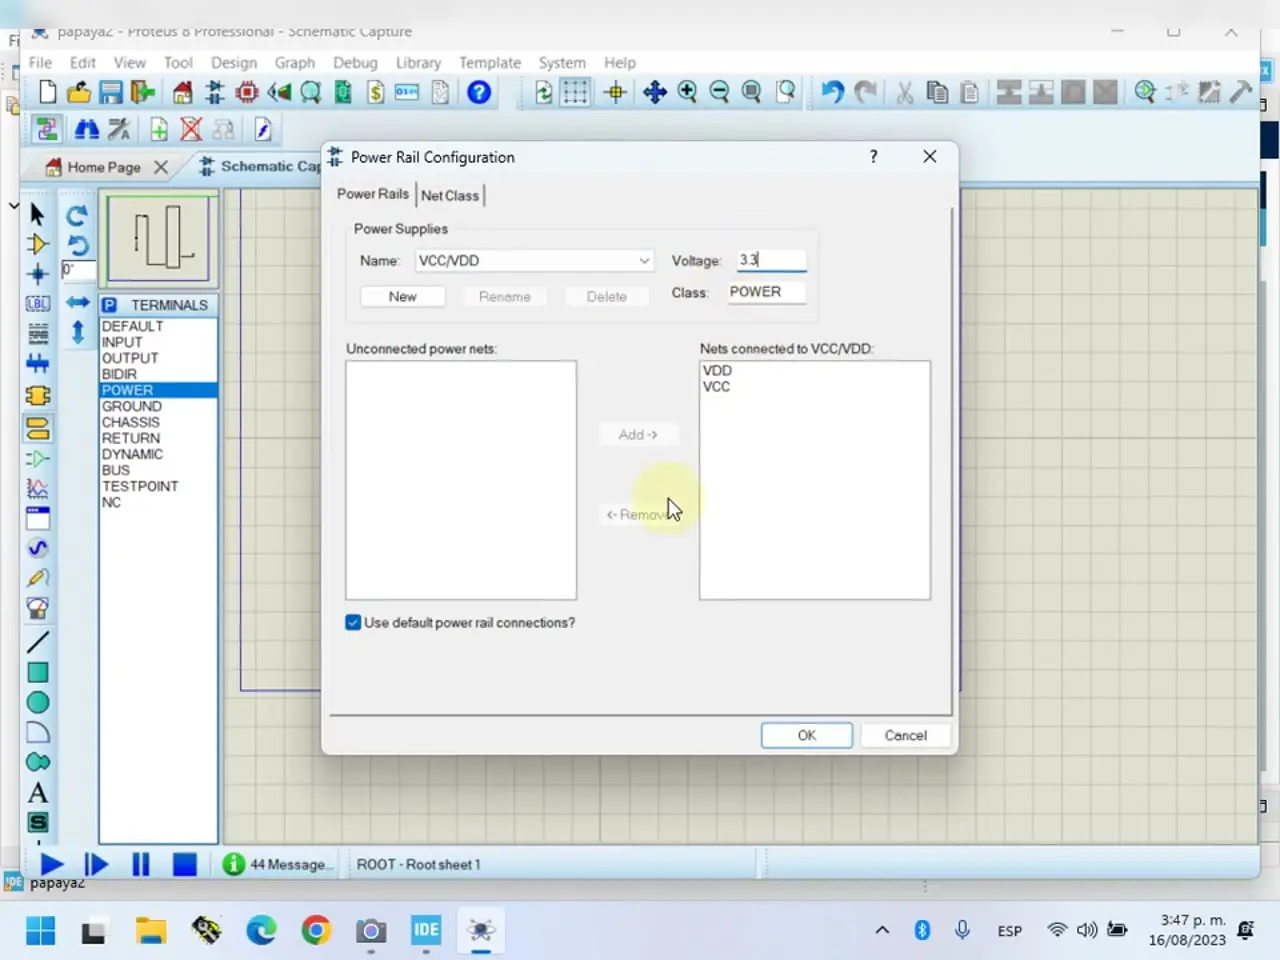 papaya2 - Proteus 8 Professional - Schematic Capture
File Edit View Tool Design Graph Debug Library Template System Help
Home Page
Schematic Cap
Power Rail Configuration
?
Power Rails
Net Class
Power Supplies
Name: VCC/VDD
Voltage: 3.3
New
Rename
Delete
Class: POWER
Unconnected power nets:
Nets connected to VCC/VDD:
VDD
VCC
Add ->
<- Remove
Use default power rail connections?
OK
Cancel
0°
LBL
P TERMINALS
DEFAULT
INPUT
OUTPUT
BIDIR
POWER
GROUND
CHASSIS
RETURN
DYNAMIC
BUS
TESTPOINT
NC
A
S
44 Message...
ROOT - Root sheet 1
IDE papaya2
IDE
ESP
3:47 p. m.
16/08/2023